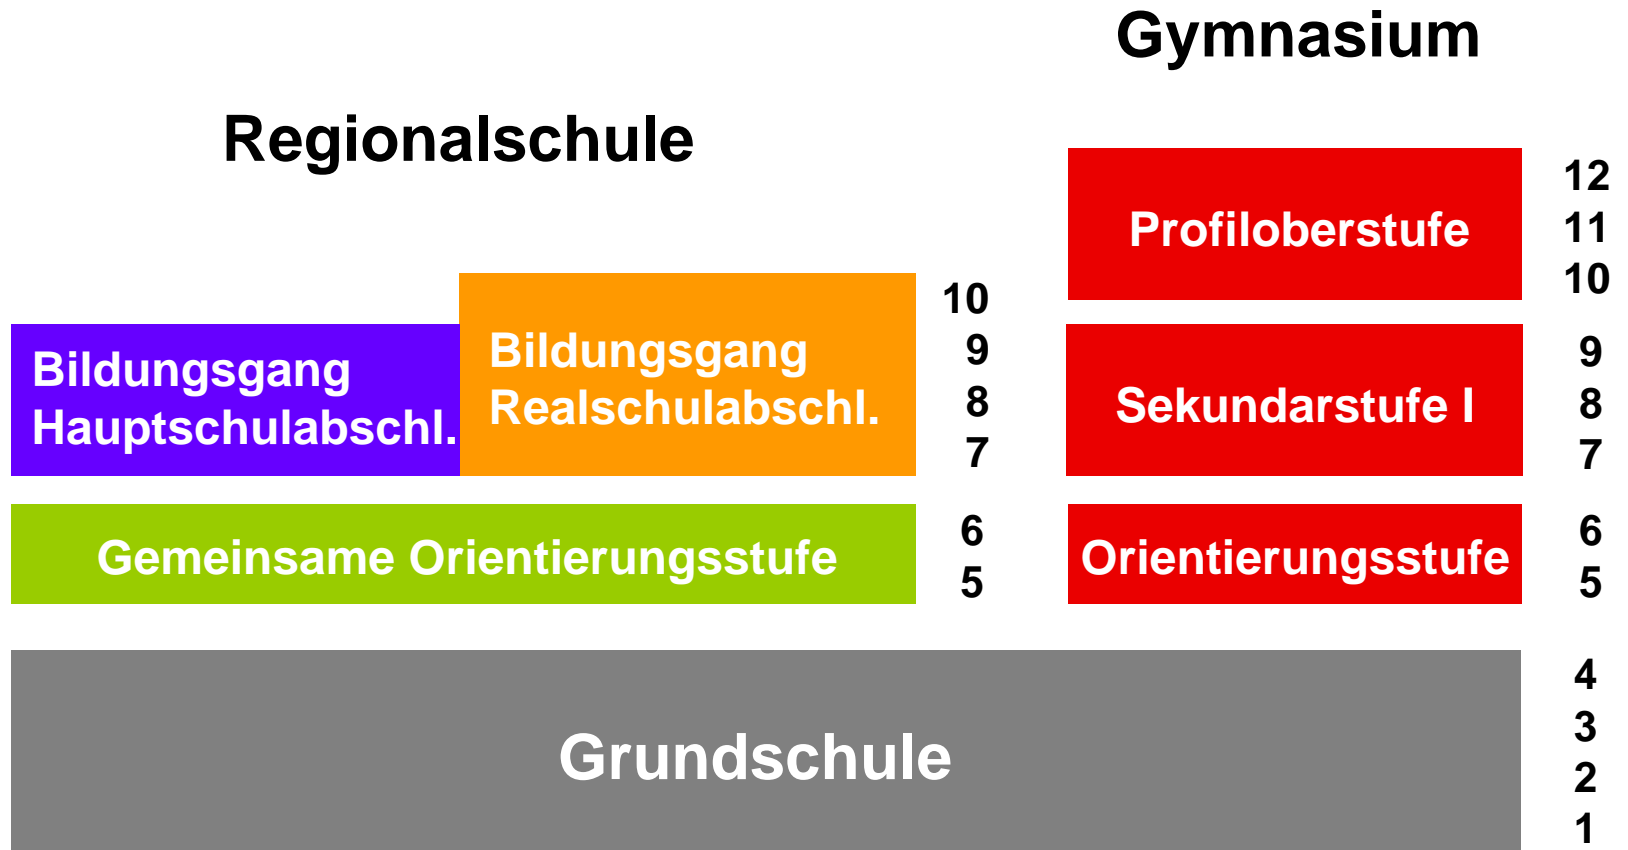 Gymnasium
Regionalschule
12
Profiloberstufe
11
10
10
Bildungsgang
Realschulabschl.
9
8
7
Bildungsgang
Hauptschulabschl.
Sekundarstufe I
9
8
7
Gemeinsame Orientierungsstufe
6
5
Orientierungsstufe
6
5
Grundschule
4
3
2
1